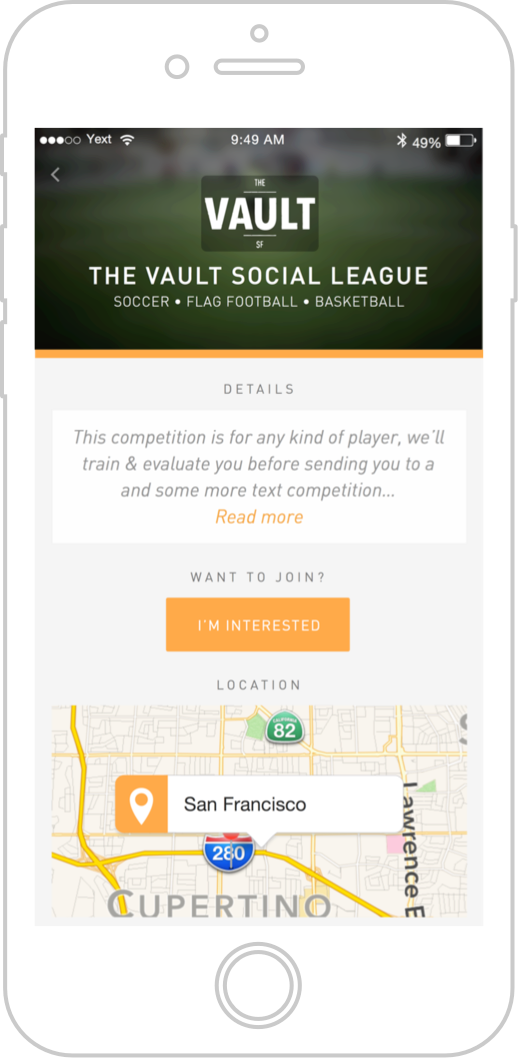 Yext
9:49 AM
49%
THE
VAULT
SF
THE VAULT SOCIAL LEAGUE
SOCCER • FLAG FOOTBALL • BASKETBALL
DETAILS
This competition is for any kind of player, we'll
train & evaluate you before sending you to a
and some more text competition...
Read more
WANT TO JOIN?
I'M INTERESTED
LOCATION
CALIFORNIA
82
San Francisco
280
Lawrence E
CUPERTINO